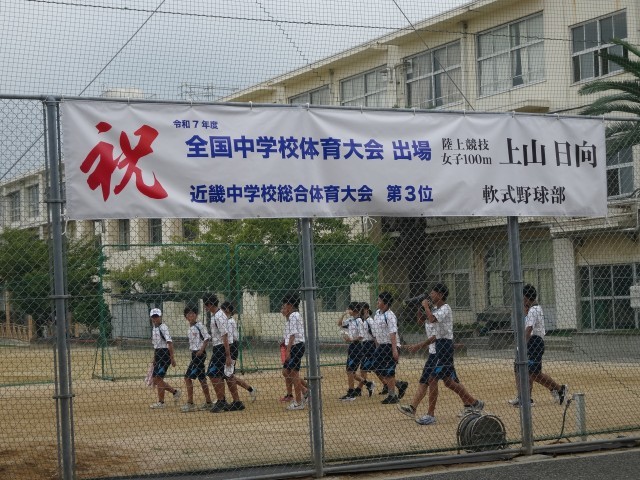 祝
令和7年度
全国中学校体育大会 出場 陸上競技 女子100m 上山 日向
近畿中学校総合体育大会 第3位 軟式野球部